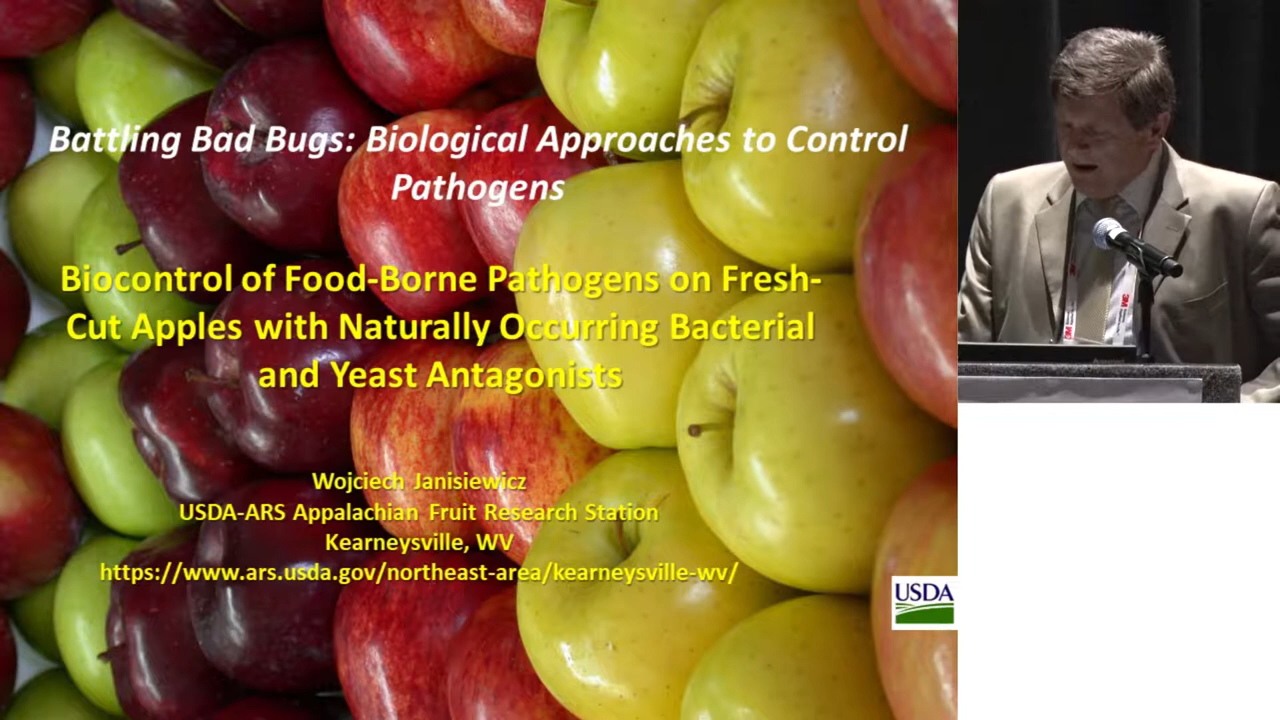 Battling Bad Bugs: Biological Approaches to Control
Pathogens
Biocontrol of Food-Borne Pathogens on Fresh-
Cut Apples with Naturally Occurring Bacterial
and Yeast Antagonists
Wojciech Janisiewicz
USDA-ARS Appalachian Fruit Research Station
Kearneysville, WV
https://www.ars.usda.gov/northeast-area/kearneysville-wv/
USDA
3M
3M